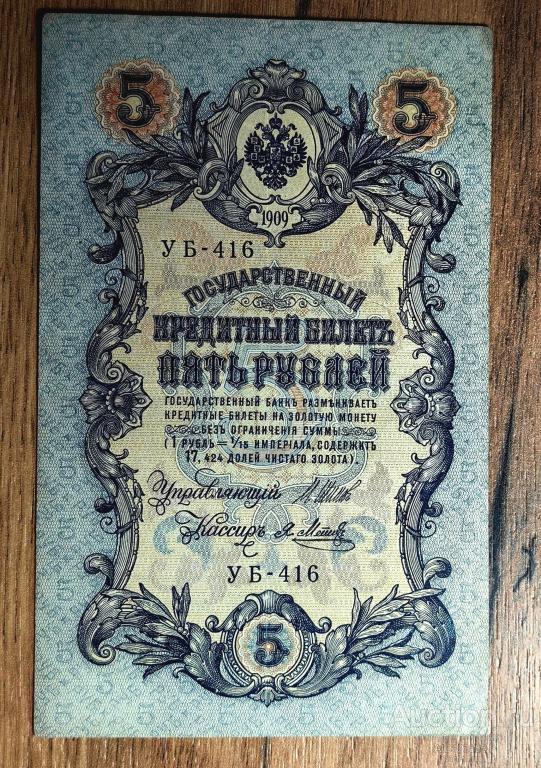 5 5
1909
УБ-416
ГОСУДАРСТВЕННЫЙ
КРЕДИТНЫЙ БИЛЕТЪ
ПЯТЬ РУБЛЕЙ
ГОСУДАРСТВЕННЫЙ БАНКЪ РАЗМѢНИВАЕТЪ
КРЕДИТНЫЕ БИЛЕТЫ НА ЗОЛОТУЮ МОНЕТУ
БЕЗЪ ОГРАНИЧЕНІЯ СУММЫ
(1 РУБЛЬ = 1/15 ИМПЕРІАЛА, СОДЕРЖИТЪ
17,424 ДОЛЕЙ ЧИСТАГО ЗОЛОТА).
Управляющій
Кассиръ
УБ-416
5